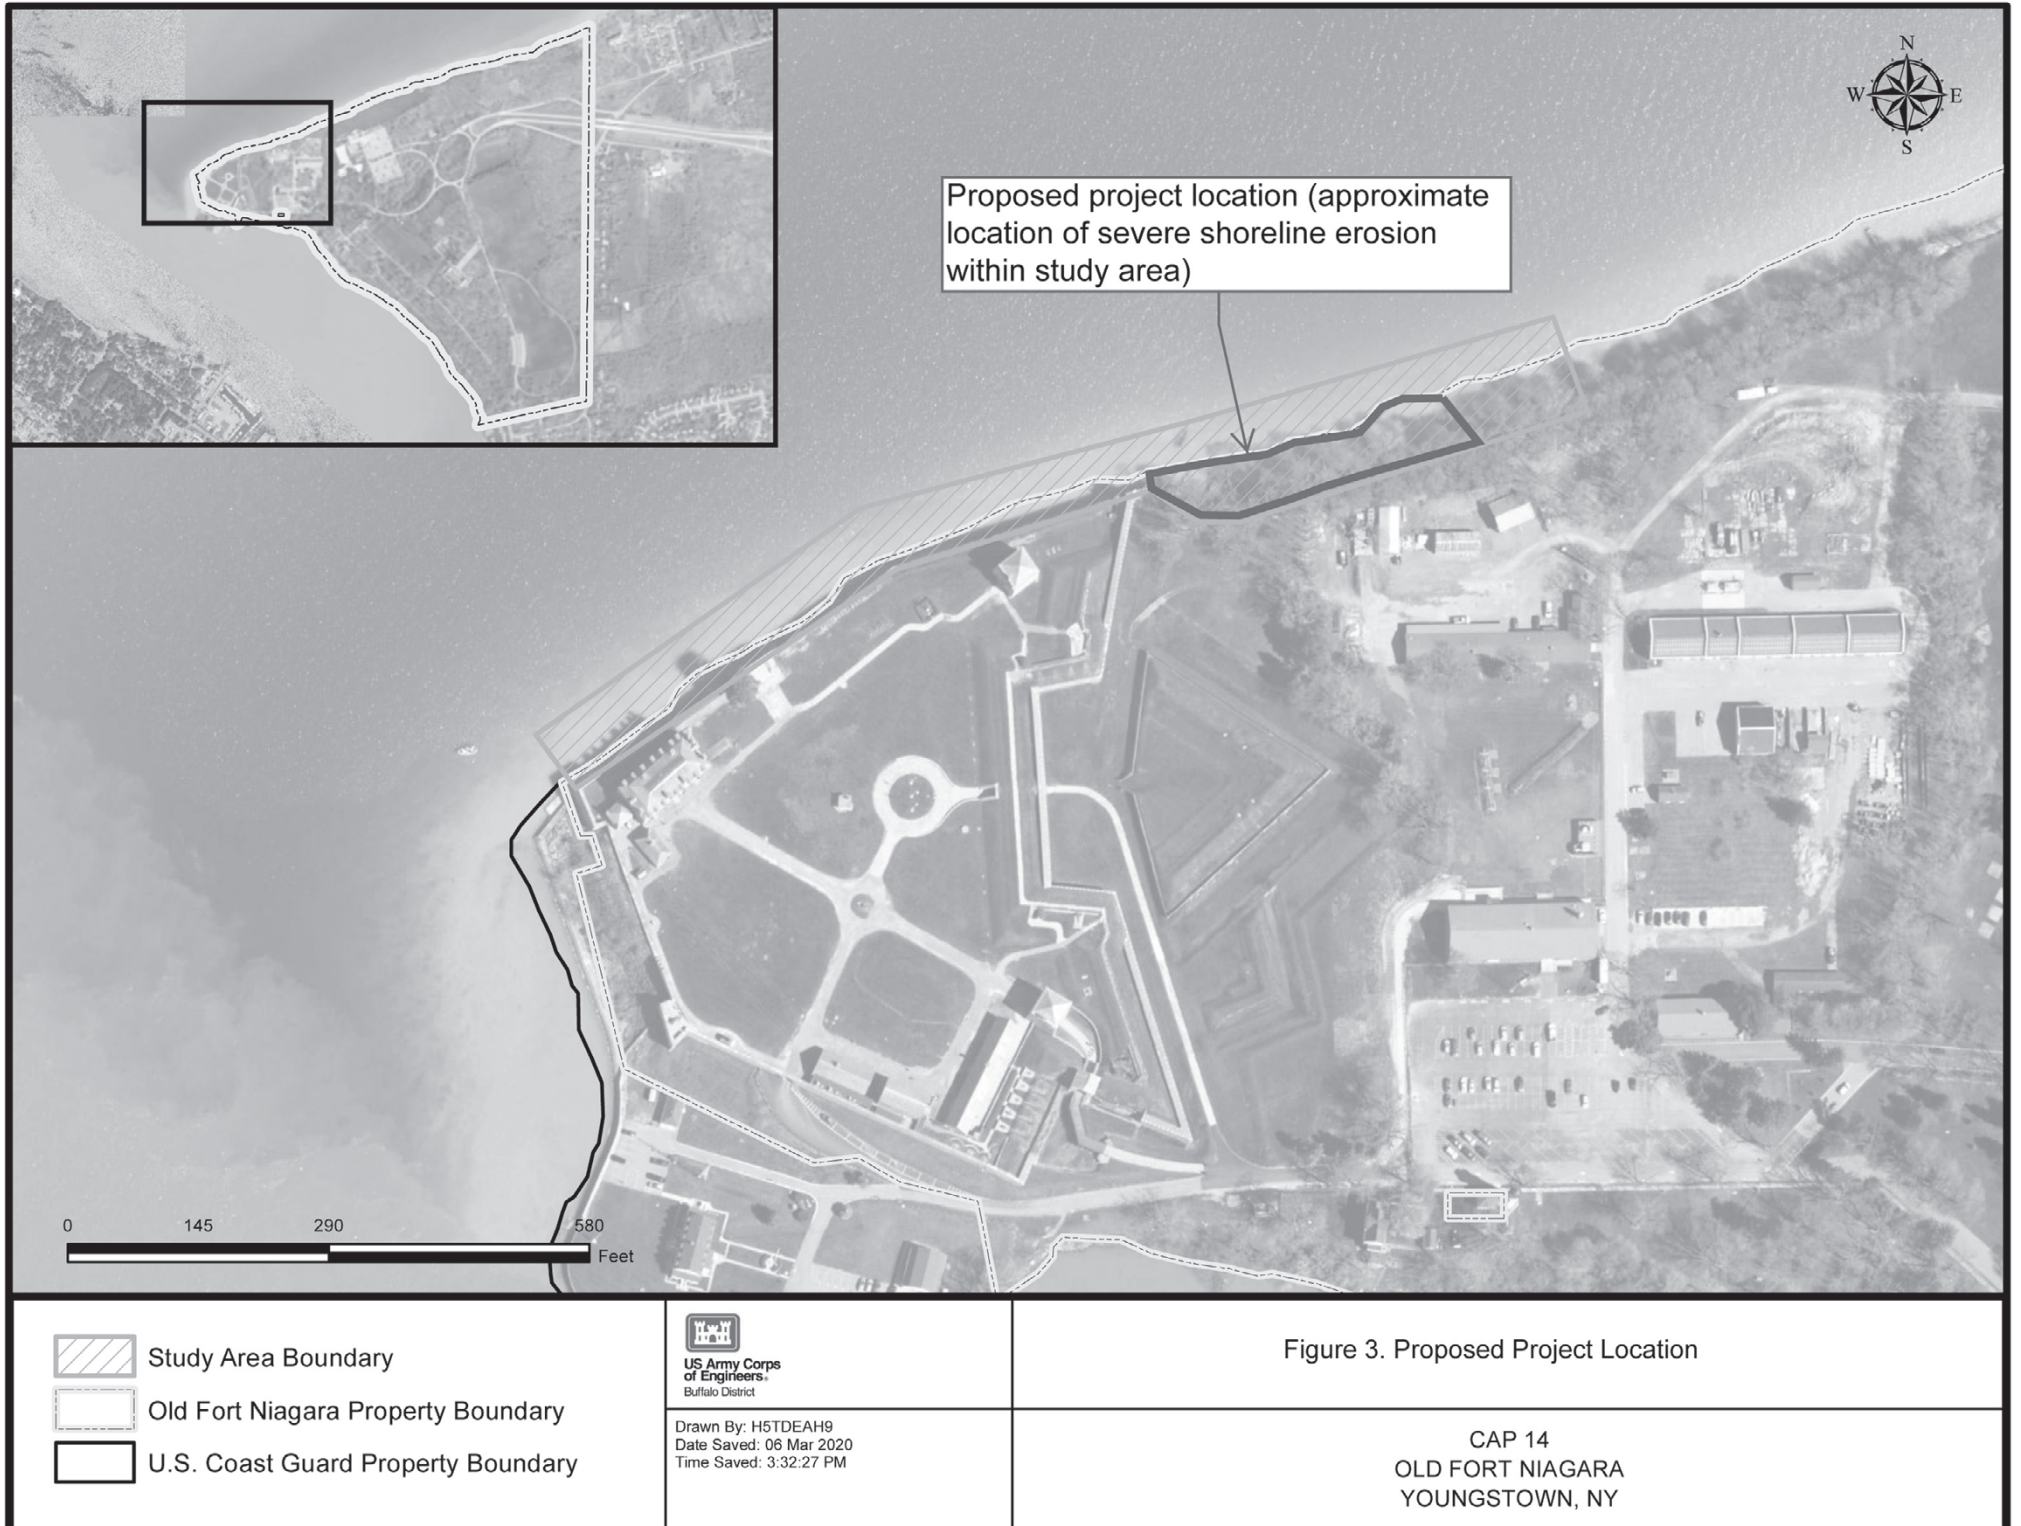 N
W
E
S
Proposed project location (approximate
location of severe shoreline erosion
within study area)
0 145 290 580
Feet
Study Area Boundary
Old Fort Niagara Property Boundary
U.S. Coast Guard Property Boundary
US Army Corps
of Engineers®
Buffalo District
Drawn By: H5TDEAH9
Date Saved: 06 Mar 2020
Time Saved: 3:32:27 PM
Figure 3. Proposed Project Location
CAP 14
OLD FORT NIAGARA
YOUNGSTOWN, NY